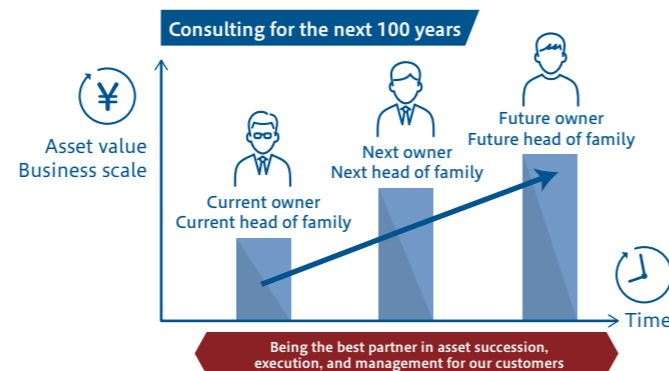 Consulting for the next 100 years
¥
Asset value
Business scale
Current owner
Current head of family
Next owner
Next head of family
Future owner
Future head of family
Time
Being the best partner in asset succession,
execution, and management for our customers